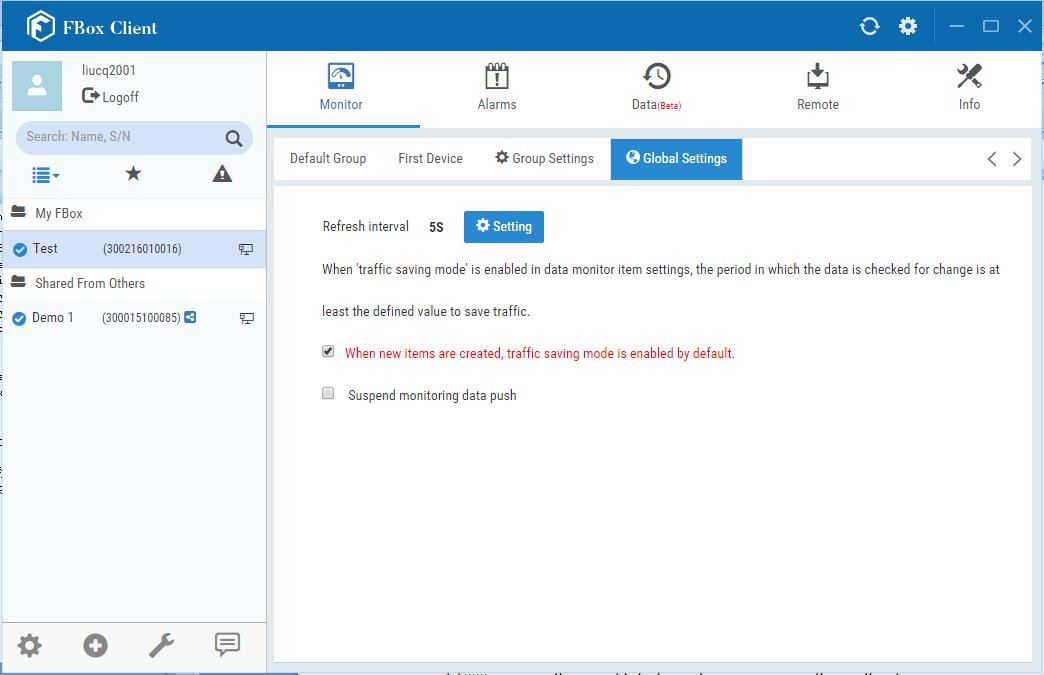 FBox Client
liucq2001
Logoff
Search: Name, S/N
My FBox
Test (300216010016)
Shared From Others
Demo 1 (300015100085)
Monitor Alarms Data(Beta) Remote Info
Default Group First Device Group Settings Global Settings
Refresh interval 5S Setting
When 'traffic saving mode' is enabled in data monitor item settings, the period in which the data is checked for change is at
least the defined value to save traffic.
When new items are created, traffic saving mode is enabled by default.
Suspend monitoring data push